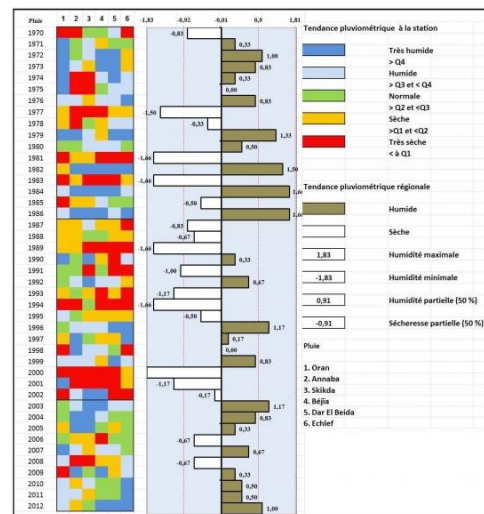 Pluie 1 2 3 4 5 6 -1,83 -0,92 -0,01 0,9 1,81
1970 -0,83
1971 0,33
1972 1,00
1973 0,83
1974 0,33
1975 0,00
1976 0,83
1977 -1,50
1978 -0,33
1979 1,33
1980 0,50
1981 -1,66
1982 1,50
1983 -1,66
1984 1,66
1985 -0,50
1986 1,66
1987 -0,83
1988 -0,67
1989 -1,66
1990 0,33
1991 -1,00
1992 0,67
1993 -1,17
1994 -1,66
1995 -0,50
1996 1,17
1997 0,17
1998 0,00
1999 0,83
2000
2001 -1,17
2002 -0,17
2003 1,17
2004 0,83
2005 0,33
2006 -0,67
2007 0,67
2008 -0,67
2009 0,33
2010 0,50
2011 0,50
2012 1,00
Tendance pluviométrique à la station
Très humide
> Q4
Humide
> Q3 et < Q4
Normale
> Q2 et <Q3
Sèche
>Q1 et <Q2
Très sèche
< à Q1
Tendance pluviométrique régionale
Humide
Sèche
1,83 Humidité maximale
-1,83 Humidité minimale
0,91 Humidité partielle (50 %)
-0,91 Sécheresse partielle (50 %)
Pluie
1. Oran
2. Annaba
3. Skikda
4. Béjia
5. Dar El Beida
6. Echlef